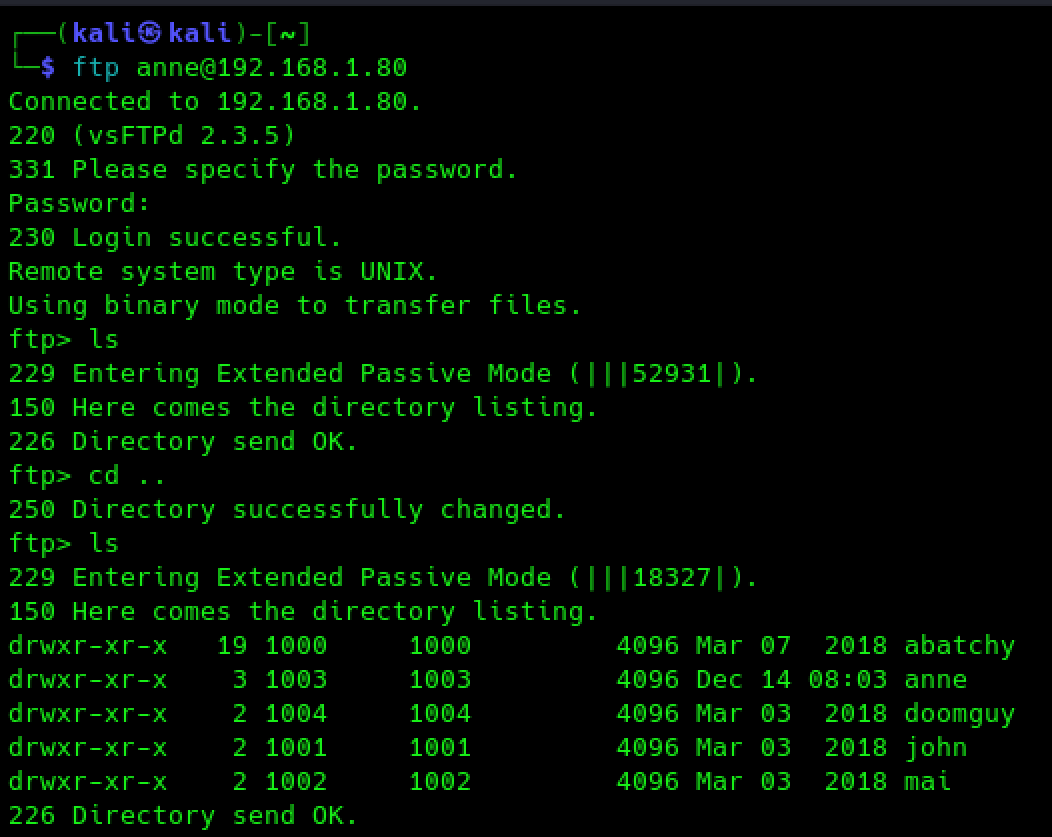 ┌──(kali㉿kali)-[~]
└─$ ftp anne@192.168.1.80
Connected to 192.168.1.80.
220 (vsFTPd 2.3.5)
331 Please specify the password.
Password:
230 Login successful.
Remote system type is UNIX.
Using binary mode to transfer files.
ftp> ls
229 Entering Extended Passive Mode (|||52931|).
150 Here comes the directory listing.
226 Directory send OK.
ftp> cd ..
250 Directory successfully changed.
ftp> ls
229 Entering Extended Passive Mode (|||18327|).
150 Here comes the directory listing.
drwxr-xr-x   19 1000     1000         4096 Mar 07  2018 abatchy
drwxr-xr-x    3 1003     1003         4096 Dec 14 08:03 anne
drwxr-xr-x    2 1004     1004         4096 Mar 03  2018 doomguy
drwxr-xr-x    2 1001     1001         4096 Mar 03  2018 john
drwxr-xr-x    2 1002     1002         4096 Mar 03  2018 mai
226 Directory send OK.